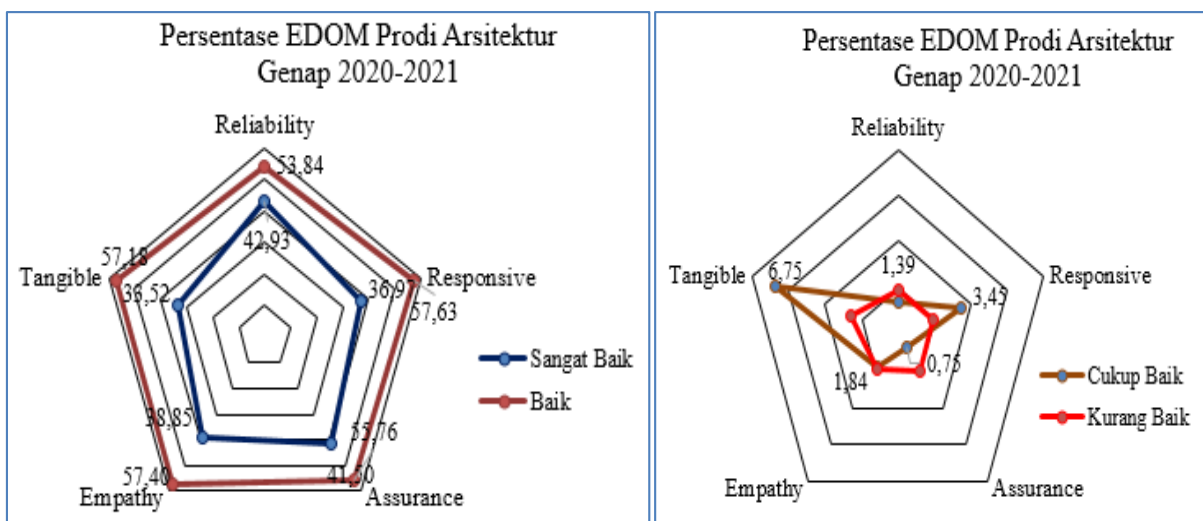 Persentase EDOM Prodi Arsitektur
Genap 2020-2021
Reliability
53,84
42,93
57,18
Tangible
33,52
36,97
Responsive
57,63
Sangat Baik
Baik
38,85
55,76
57,40
41,50
Empathy
Assurance
Persentase EDOM Prodi Arsitektur
Genap 2020-2021
Reliability
1,39
Tangible
6,75
Responsive
3,45
0,75
1,84
Cukup Baik
Kurang Baik
Empathy
Assurance